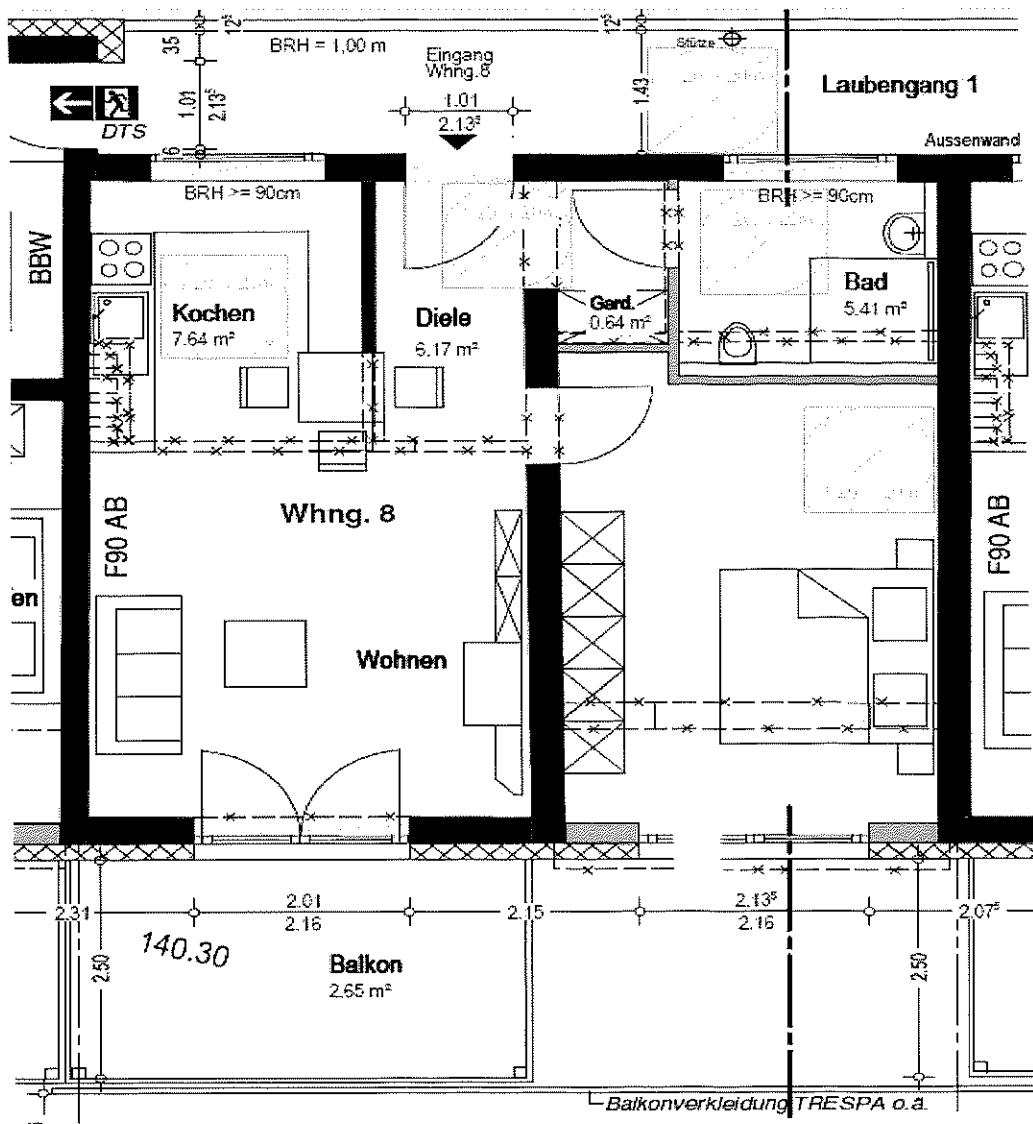 35
12⁵
BRH = 1,00 m
Eingang
Whng.8
12⁵
Stütze
Laubengang 1
1.01
2.13⁵
1.01
2.13⁵
1.43
DTS
6
Aussenwand
BRH >= 90cm
BRH >= 90cm
BBW
Kochen
7.64 m²
Diele
6.17 m²
Gard.
0.64 m²
Bad
5.41 m²
F90 AB
Whng. 8
F90 AB
en
Wohnen
2.31
2.01
2.16
2.15
2.13⁵
2.16
2.07⁵
140.30
2.50
Balkon
2.65 m²
2.50
Balkonverkleidung TRESPA o.ä.